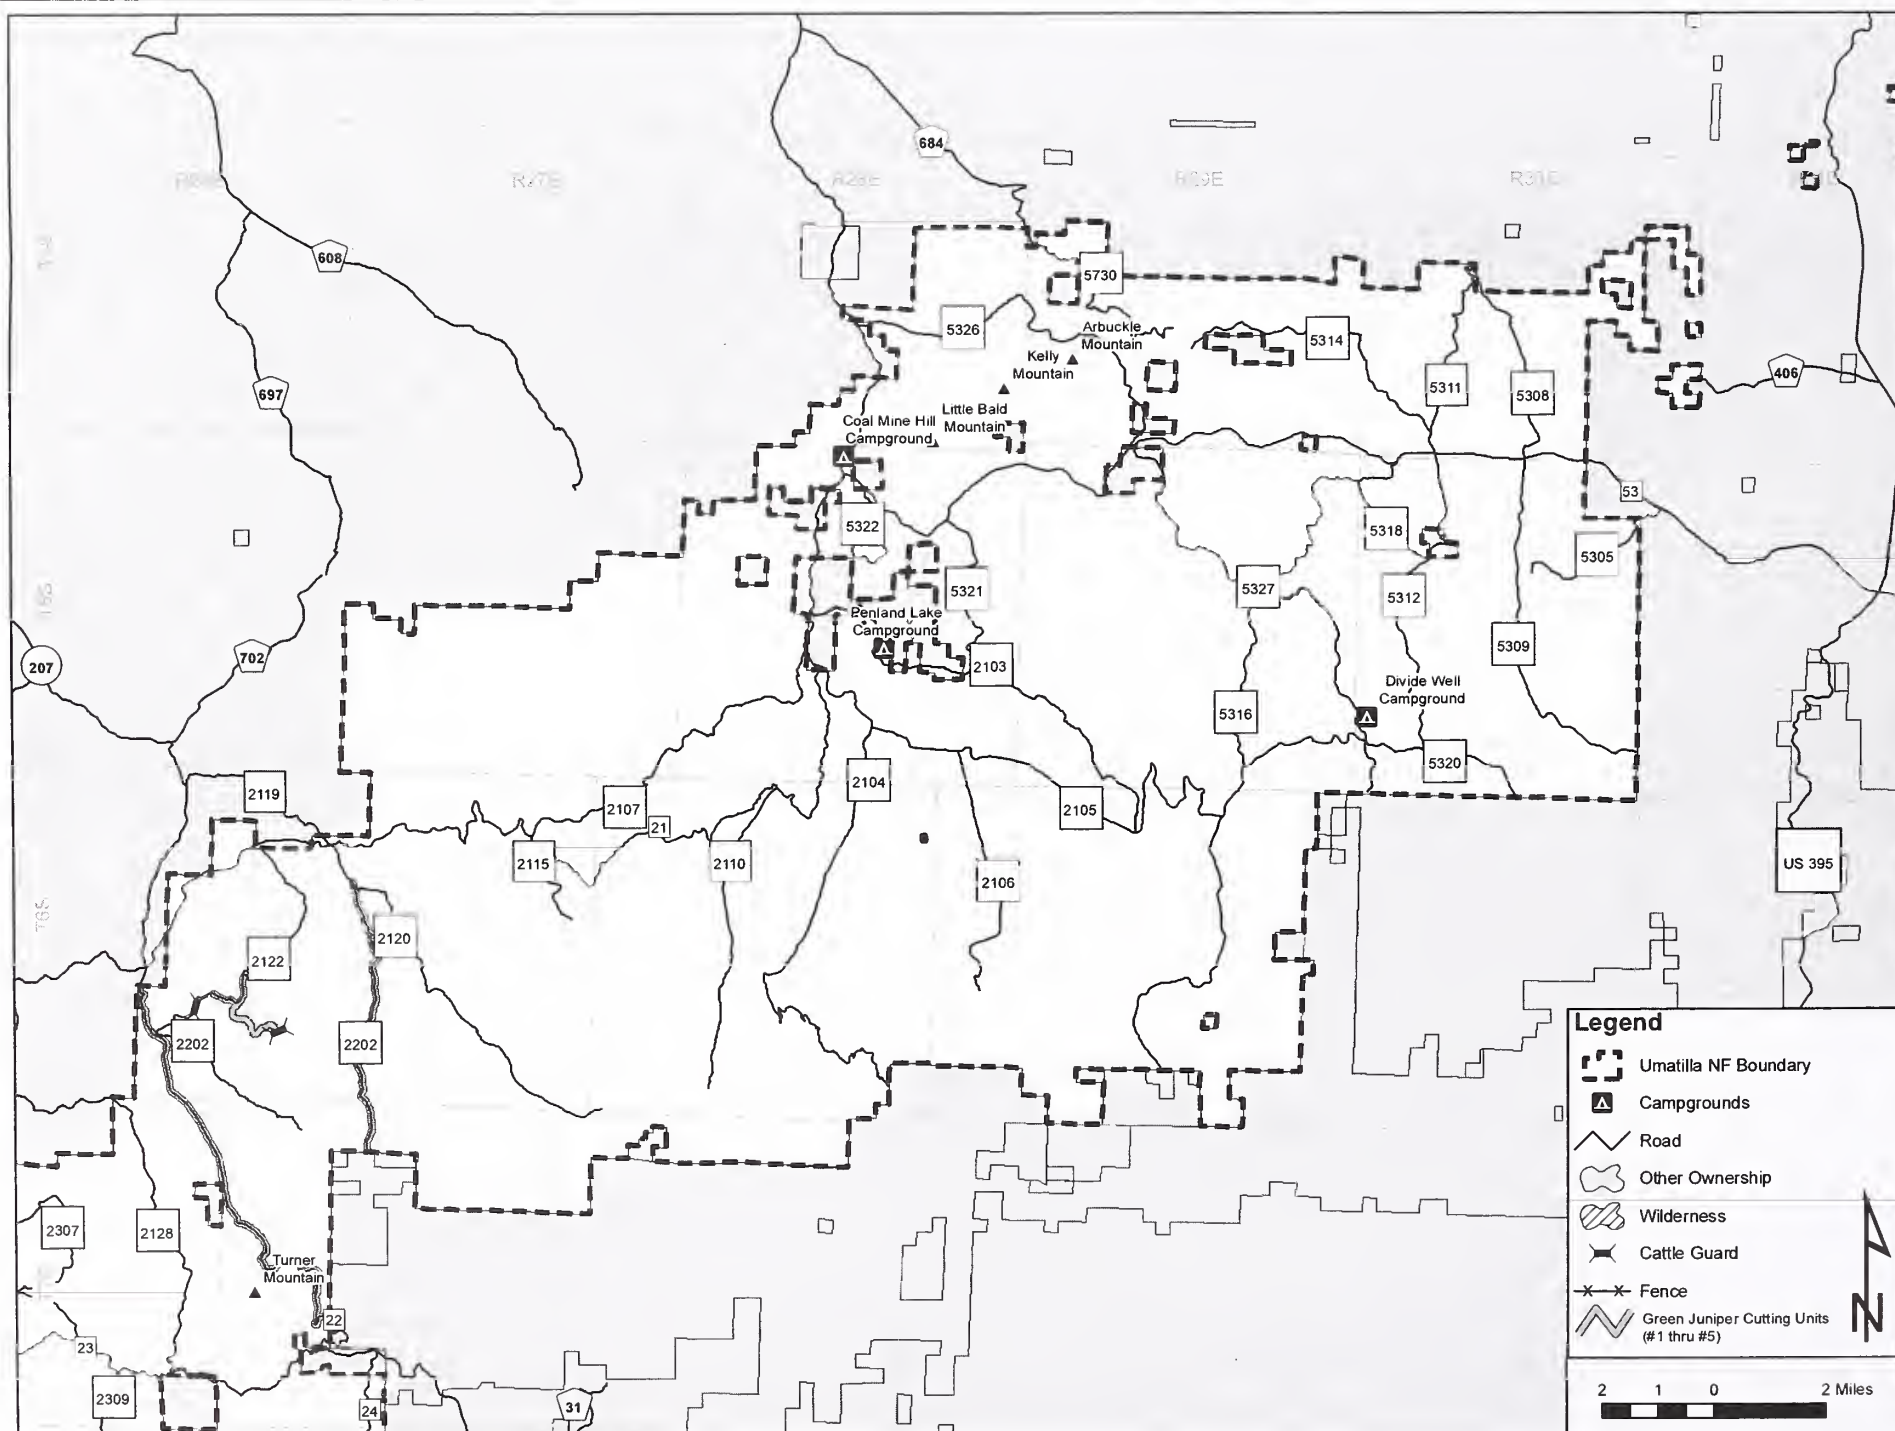 684
R27E
R28E
R29E
608
5730
5326
Arbuckle
Mountain
5314
Kelly
Mountain
5311
5308
406
697
Little Bald
Mountain
Coal Mine Hill
Campground
53
5322
5318
5305
5321
5327
5312
Penland Lake
Campground
5309
207
702
2103
Divide Well
Campground
5316
5320
2104
2119
2107
2105
21
2115
2110
US 395
2106
T6S
2120
2122
Legend
2202
2202
Umatilla NF Boundary
Campgrounds
Road
Other Ownership
Wilderness
Cattle Guard
Fence
Green Juniper Cutting Units
(#1 thru #5)
N
2307
2128
Turner
Mountain
22
23
2309
24
31
2 1 0 2 Miles